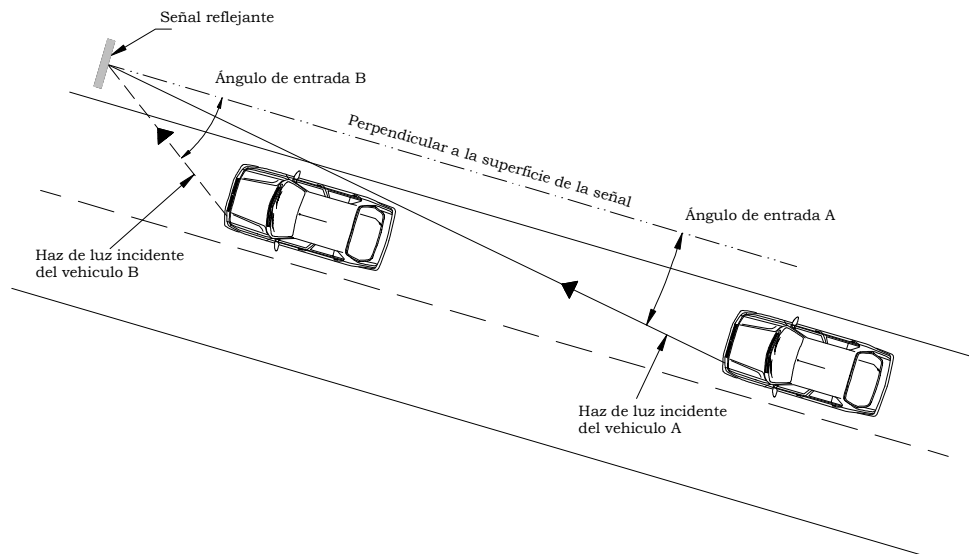 Señal reflejante
Ángulo de entrada B
Perpendicular a la superficie de la señal
Ángulo de entrada A
Haz de luz incidente
del vehiculo B
Haz de luz incidente
del vehiculo A